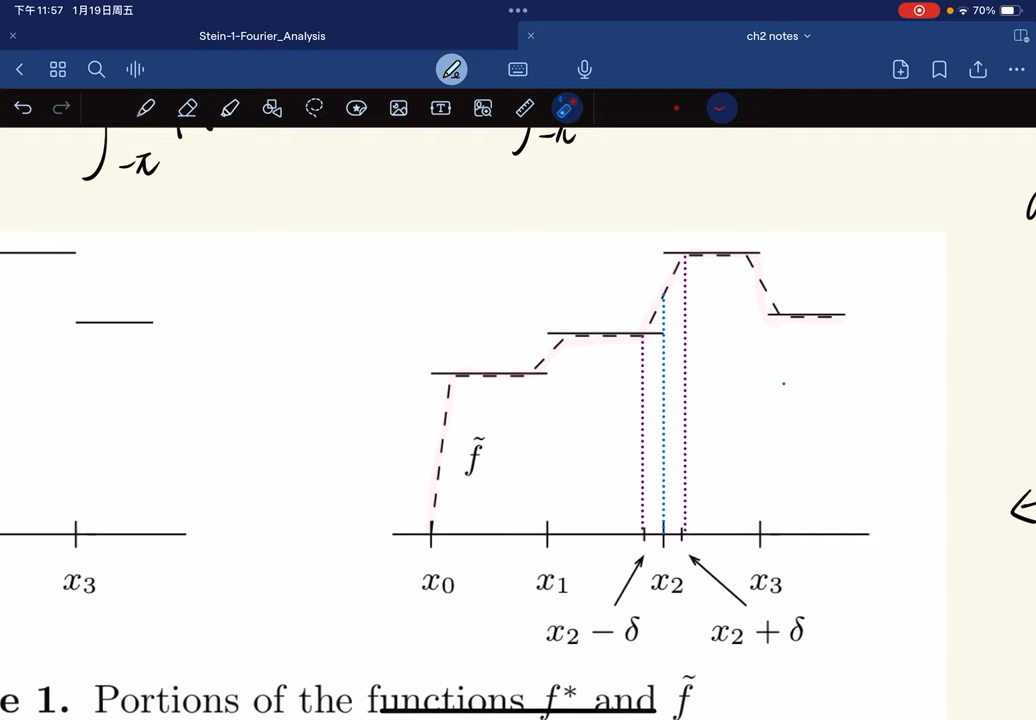 下午11:57 1月19日周五
70%
Stein-1-Fourier_Analysis
ch2 notes
-π
-π
f̃
x₃
x₀ x₁ x₂ x₃
x₂ − δ x₂ + δ
e 1. Portions of the functions f* and f̃